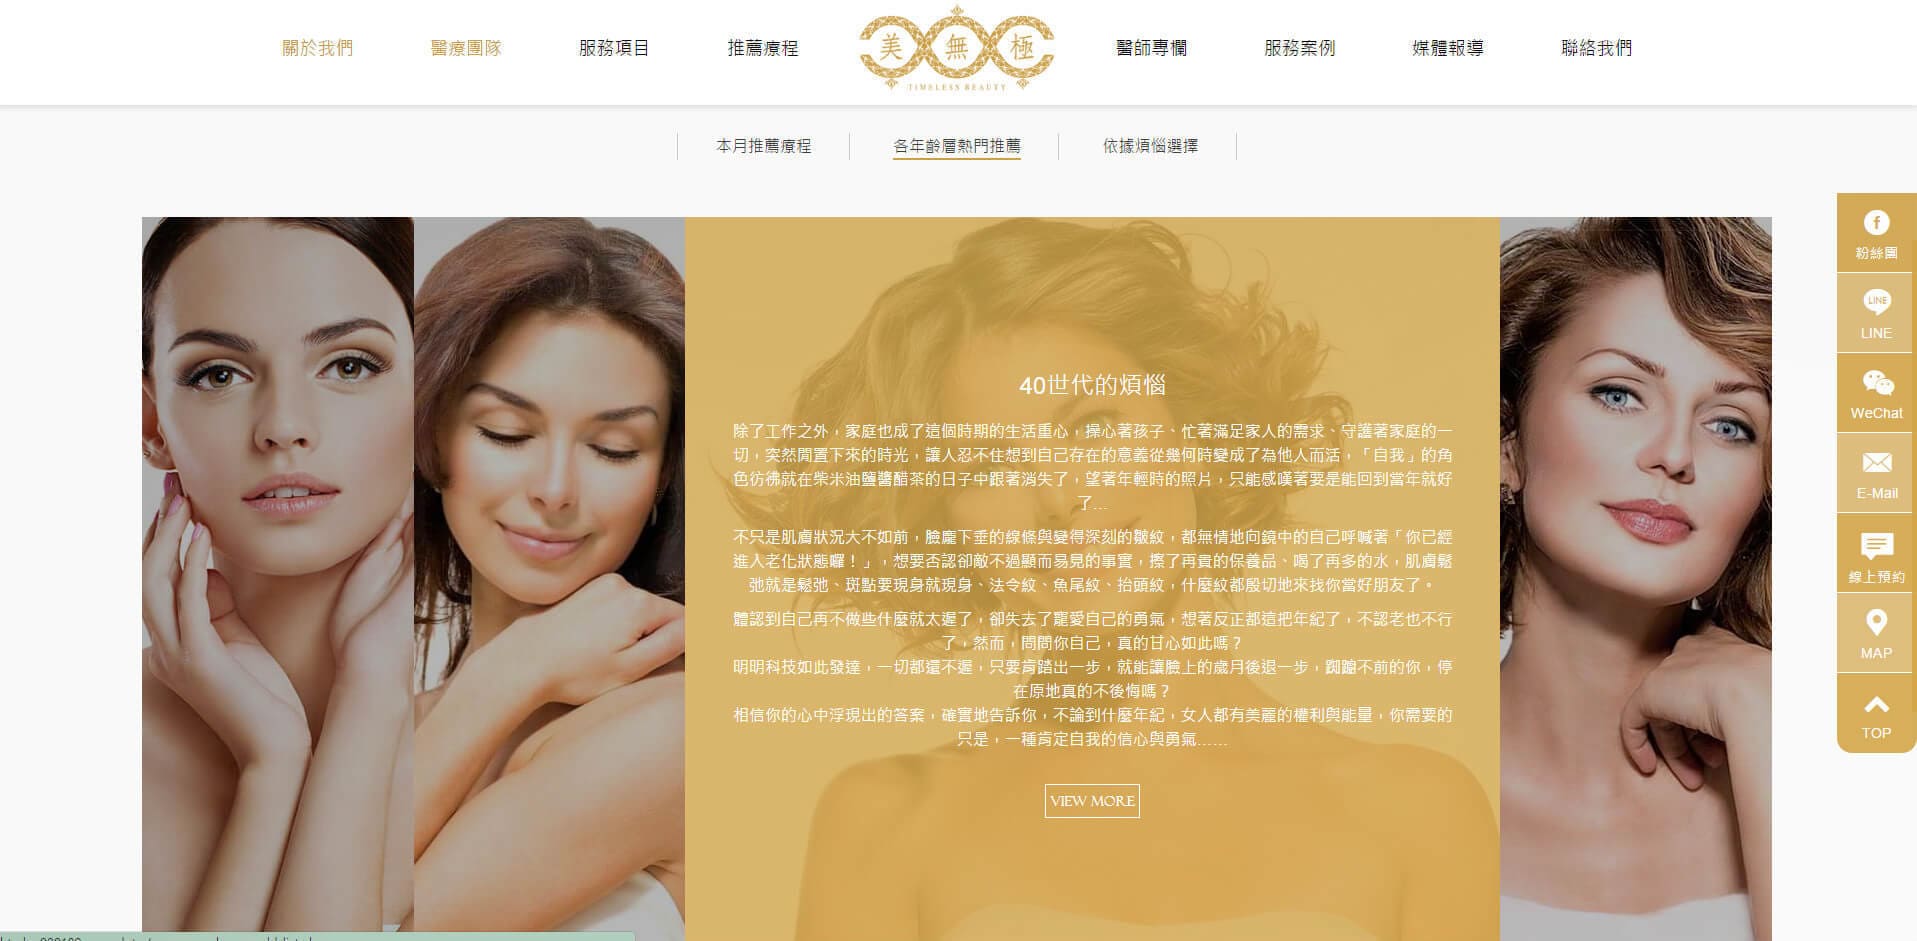 關於我們
醫療團隊
服務項目
推薦療程
美無極
TIMELESS BEAUTY
醫師專欄
服務案例
媒體報導
聯絡我們
本月推薦療程
各年齡層熱門推薦
依據煩惱選擇
40世代的煩惱
除了工作之外，家庭也成了這個時期的生活重心，操心著孩子、忙著滿足家人的需求、守護著家庭的一
切，突然閒置下來的時光，讓人忍不住想到自己存在的意義從幾何時變成了為他人而活，「自我」的角
色彷彿就在柴米油鹽醬醋茶的日子中跟著消失了，望著年輕時的照片，只能感嘆著要是能回到當年就好
了...
不只是肌膚狀況大不如前，臉龐下垂的線條與變得深刻的皺紋，都無情地向鏡中的自己呼喊著「你已經
進入老化狀態囉！」，想要否認卻敵不過顯而易見的事實，擦了再貴的保養品、喝了再多的水，肌膚鬆
弛就是鬆弛、斑點要現身就現身、法令紋、魚尾紋、抬頭紋，什麼紋都殷切地來找你當好朋友了。
體認到自己再不做些什麼就太遲了，卻失去了寵愛自己的勇氣，想著反正都這把年紀了，不認老也不行
了，然而，問問你自己，真的甘心如此嗎？
明明科技如此發達，一切都還不遲，只要肯踏出一步，就能讓臉上的歲月後退一步，踟躕不前的你，停
在原地真的不後悔嗎？
相信你的心中浮現出的答案，確實地告訴你，不論到什麼年紀，女人都有美麗的權利與能量，你需要的
只是，一種肯定自我的信心與勇氣……
VIEW MORE
粉絲團
LINE
LINE
WeChat
E-Mail
線上預約
MAP
TOP